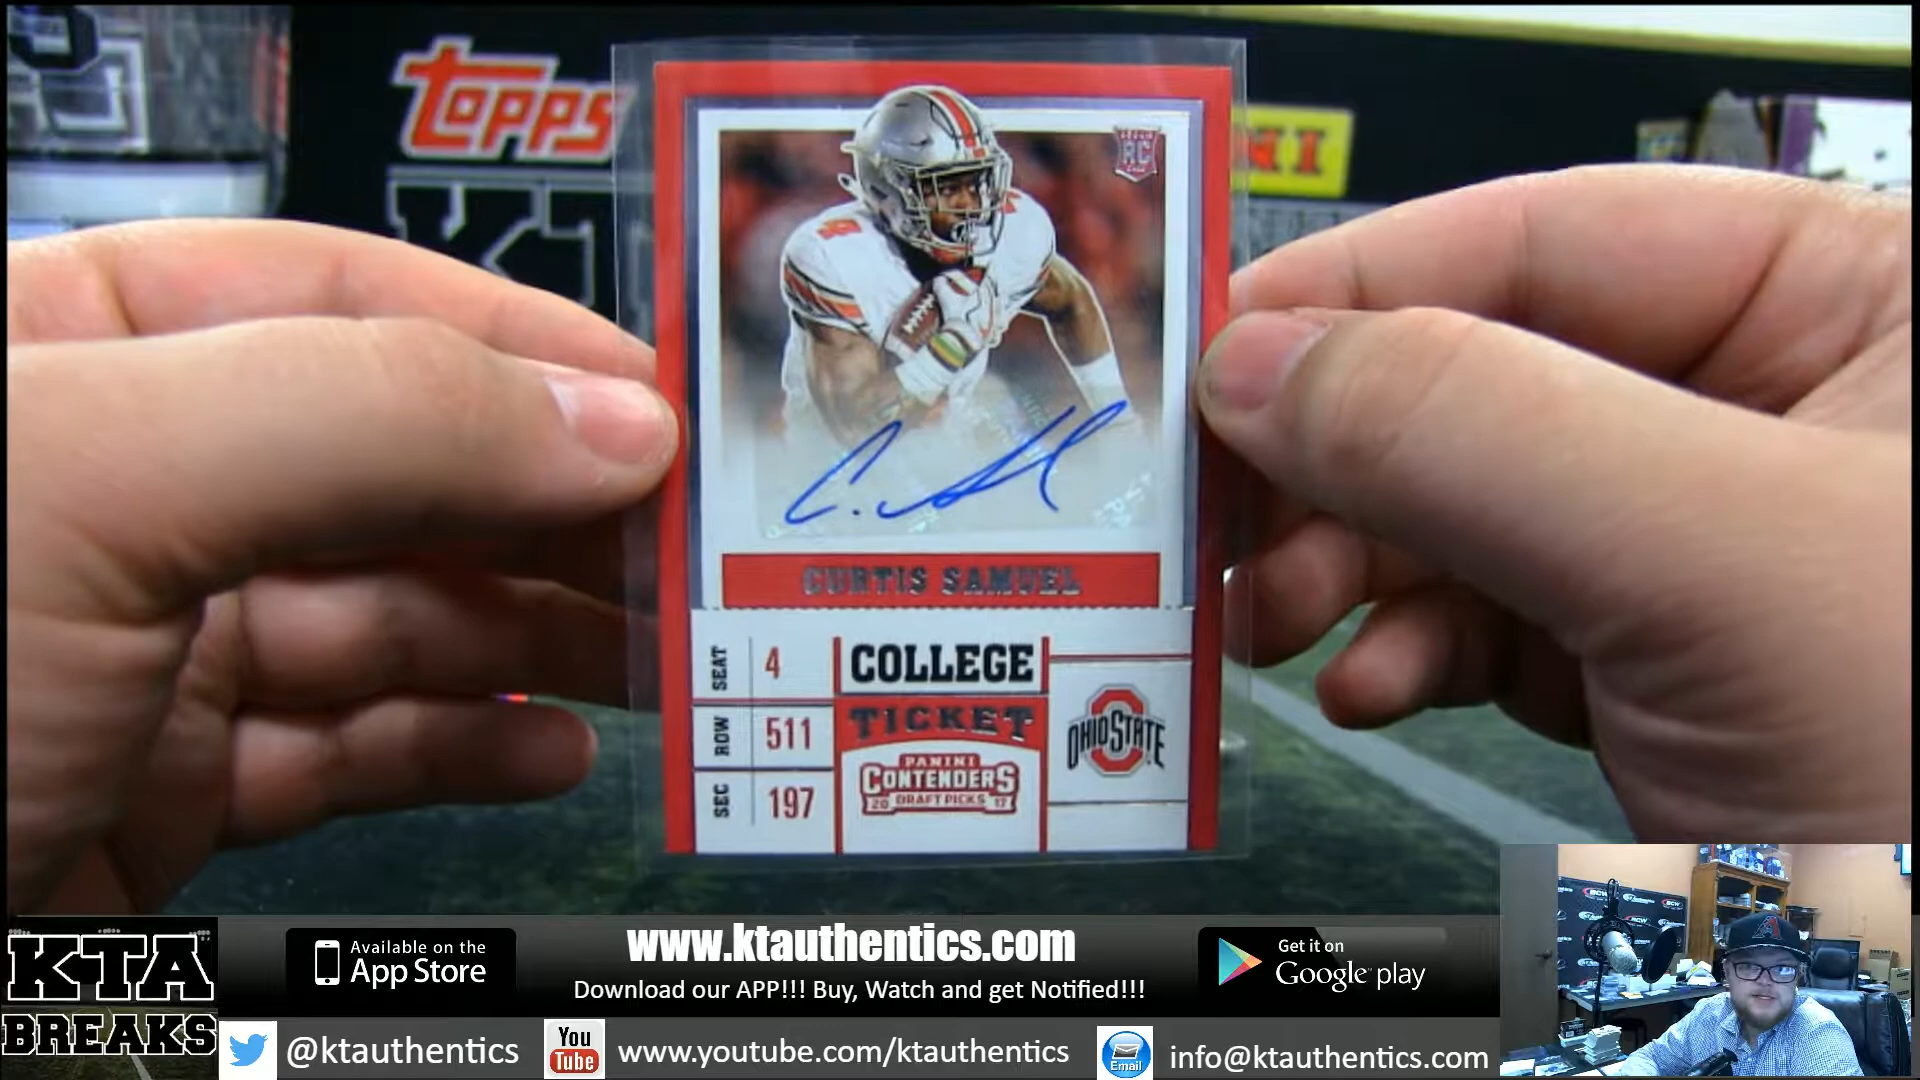 TOPPS
NI
RC
4
CURTIS SAMUEL
SEAT 4
COLLEGE
ROW 511
TICKET
OHIO STATE
SEC 197
PANINI
CONTENDERS
20 DRAFT PICKS 17
www.ktauthentics.com
Download our APP!!! Buy, Watch and get Notified!!!
Available on the
App Store
Get it on
Google play
KTA
BREAKS
@ktauthentics
You
Tube
www.youtube.com/ktauthentics
Email
info@ktauthentics.com